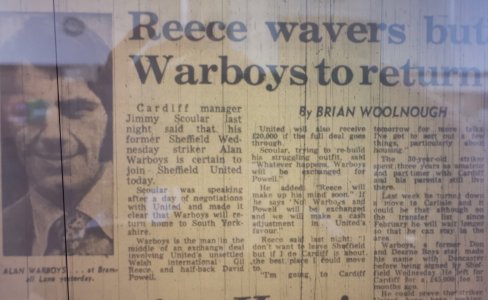 Reece wavers but
Warboys to return
By BRIAN WOOLNOUGH
Cardiff manager
Jimmy Scoular last
night said that his
former Sheffield Wed-
nesday striker Alan
Warboys is certain to
join Sheffield United
today.
Scoular was speaking
after a day of negotiations
with United and made it
clear that Warboys will re-
turn home to South York-
shire.
Warboys is the man in the
middle of an exchange deal
involving United's unsettled
Welsh international Gil
Reece, and half-back David
Powell.
United will also receive
£20,000 if the full deal goes
through.
Scoular, trying to re-build
his struggling outfit, said
"Whatever happens, Warboys
will be exchanged for
Powell."
He added: "Reece will
make up his mind soon. If
he says 'No' Warboys and
Powell will be exchanged
and we will make a cash
adjustment in United's
favour."
Reece said last night: "I
don't want to leave Sheffield
but if I do Cardiff is about
the best place I could move
to.
"I'm going to Cardiff
tomorrow for more talks
I've got to sort out a few
things, particularly about
housing."
The 30-year-old striker
spent three years as amateur
and part-timer with Cardiff
and his parents still live
there.
Last week he turned down
a move to Carlisle and it
could be that although on
the transfer list since
February he will wait longer
so that he can stay in the
area.
Warboys, a former Don
and Dearne Boys star, made
his name with Doncaster
before being signed by Shef-
field Wednesday. He left for
Cardiff for a £45,000 fee
months ago.
He could solve the striker
ALAN WARBOYS . . . at Bram-
all Lane yesterday.